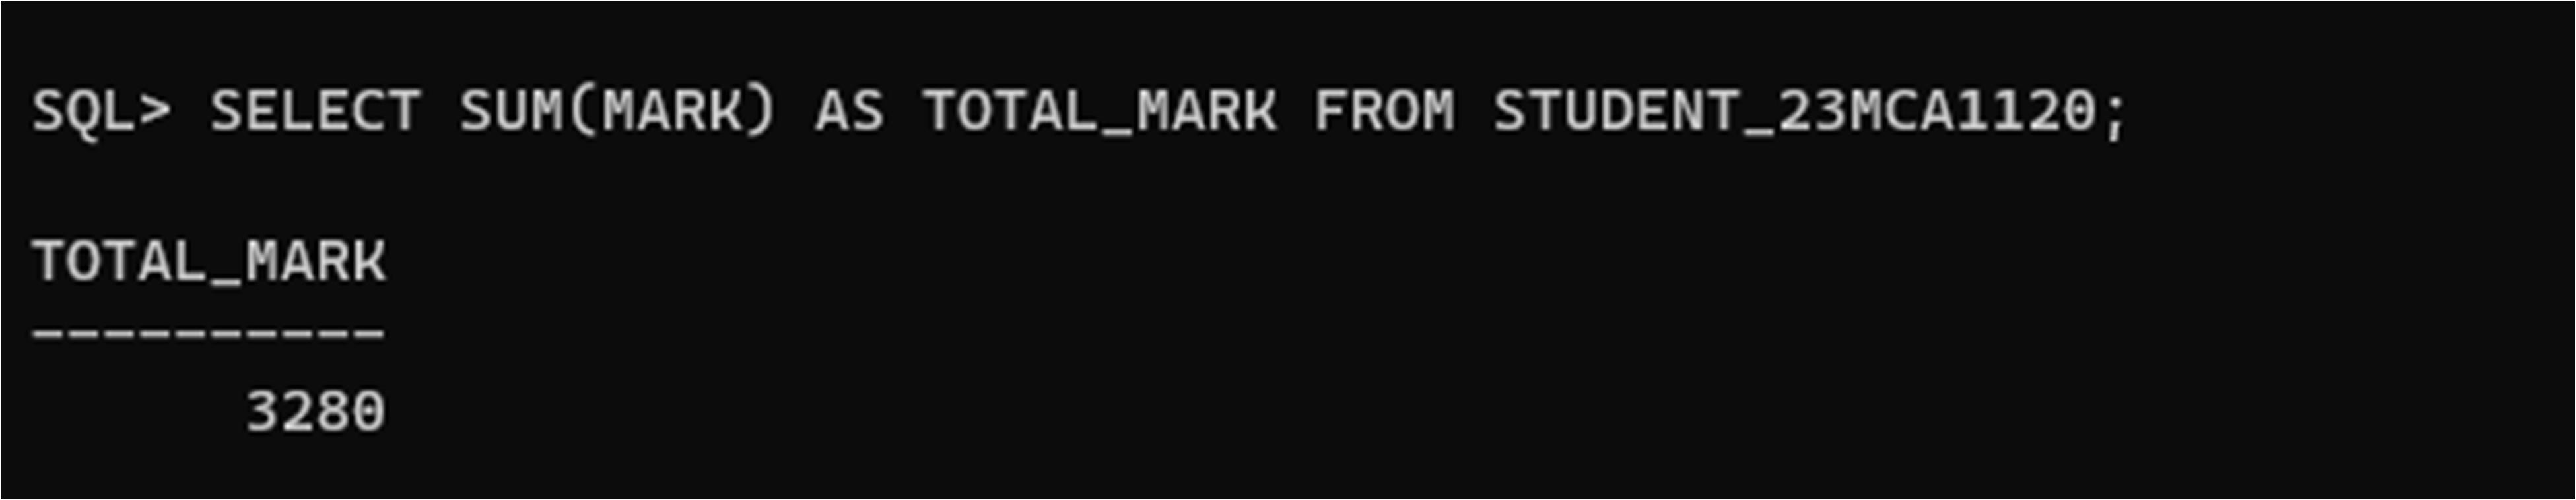 SQL> SELECT SUM(MARK) AS TOTAL_MARK FROM STUDENT_23MCA1120;
TOTAL_MARK
----------
3280